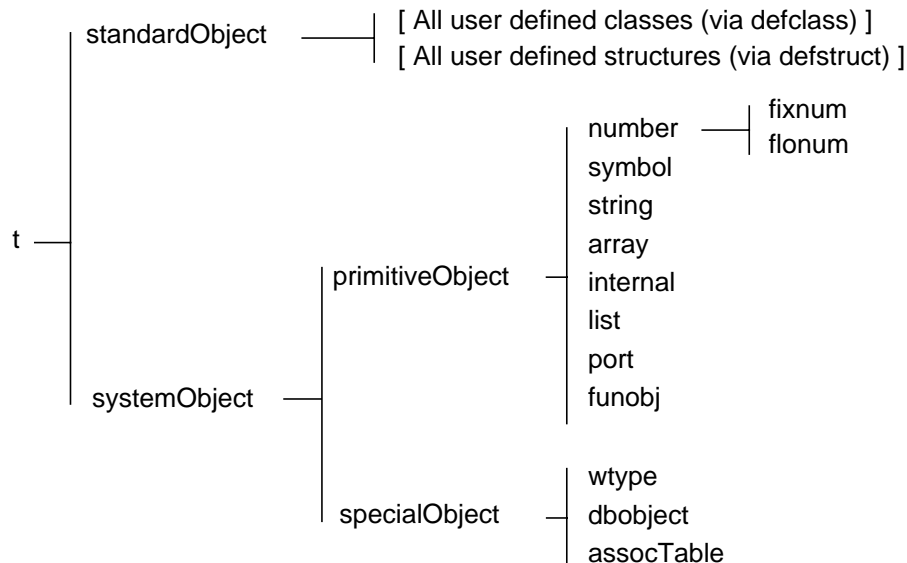 standardObject
[ All user defined classes (via defclass) ]
[ All user defined structures (via defstruct) ]
t
systemObject
primitiveObject
number
fixnum
flonum
symbol
string
array
internal
list
port
funobj
specialObject
wtype
dbobject
assocTable